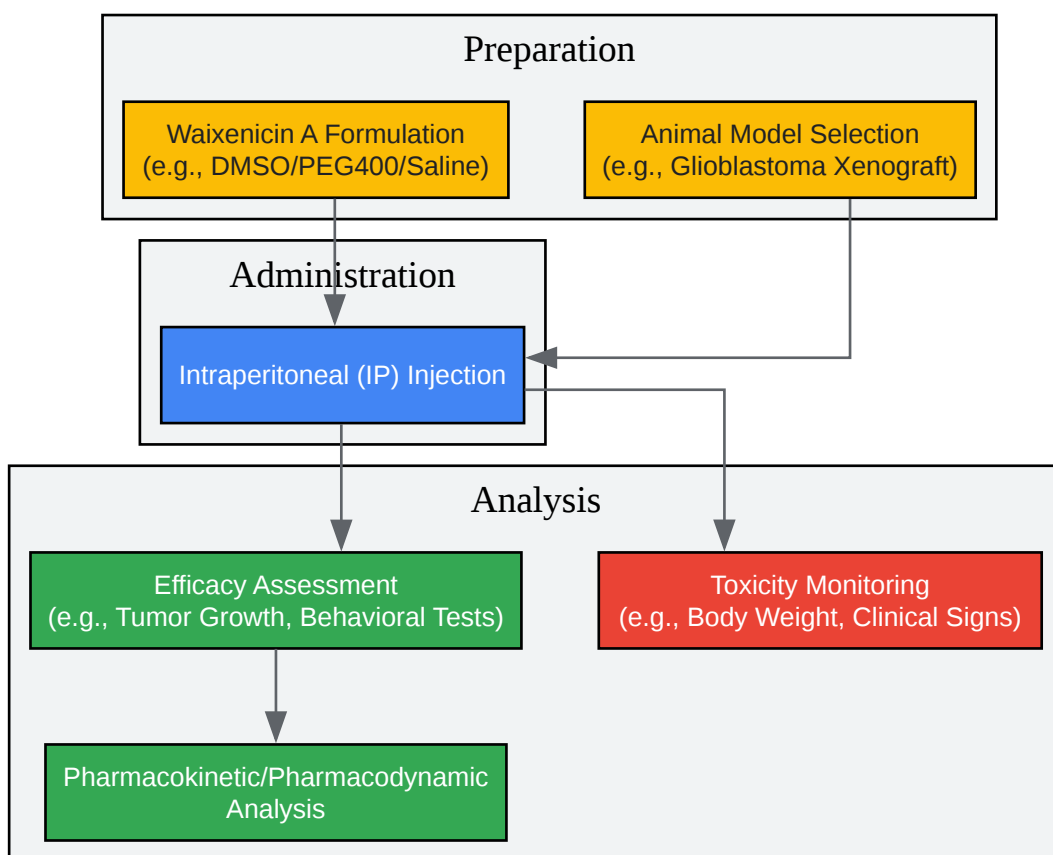 Preparation
Waixenicin A Formulation
(e.g., DMSO/PEG400/Saline)
Animal Model Selection
(e.g., Glioblastoma Xenograft)
Administration
Intraperitoneal (IP) Injection
Analysis
Efficacy Assessment
(e.g., Tumor Growth, Behavioral Tests)
Toxicity Monitoring
(e.g., Body Weight, Clinical Signs)
Pharmacokinetic/Pharmacodynamic
Analysis